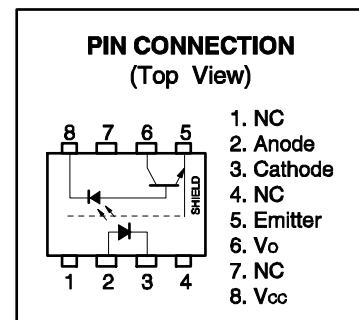 PIN CONNECTION
(Top View)
8 7 6 5
SHIELD
1 2 3 4
1. NC
2. Anode
3. Cathode
4. NC
5. Emitter
6. Vo
7. NC
8. Vcc